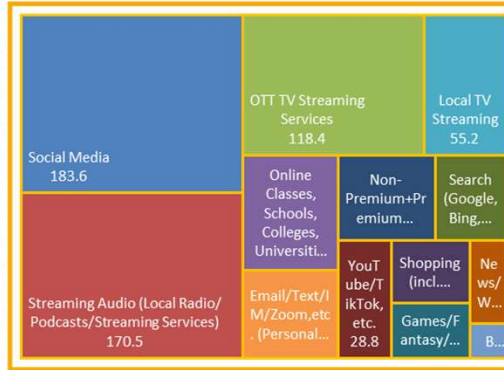 Social Media
183.6
Streaming Audio (Local Radio/
Podcasts/Streaming Services)
170.5
OTT TV Streaming
Services
118.4
Local TV
Streaming
55.2
Online
Classes,
Schools,
Colleges,
Universiti...
Email/Text/I
M/Zoom,etc
. (Personal...
Non-
Premium+Pr
emium...
Search
(Google,
Bing,...
YouTu
be/T
ikTok,
etc.
28.8
Shopping
(incl....
Games/F
antasy/...
Ne
ws/
W...
B...